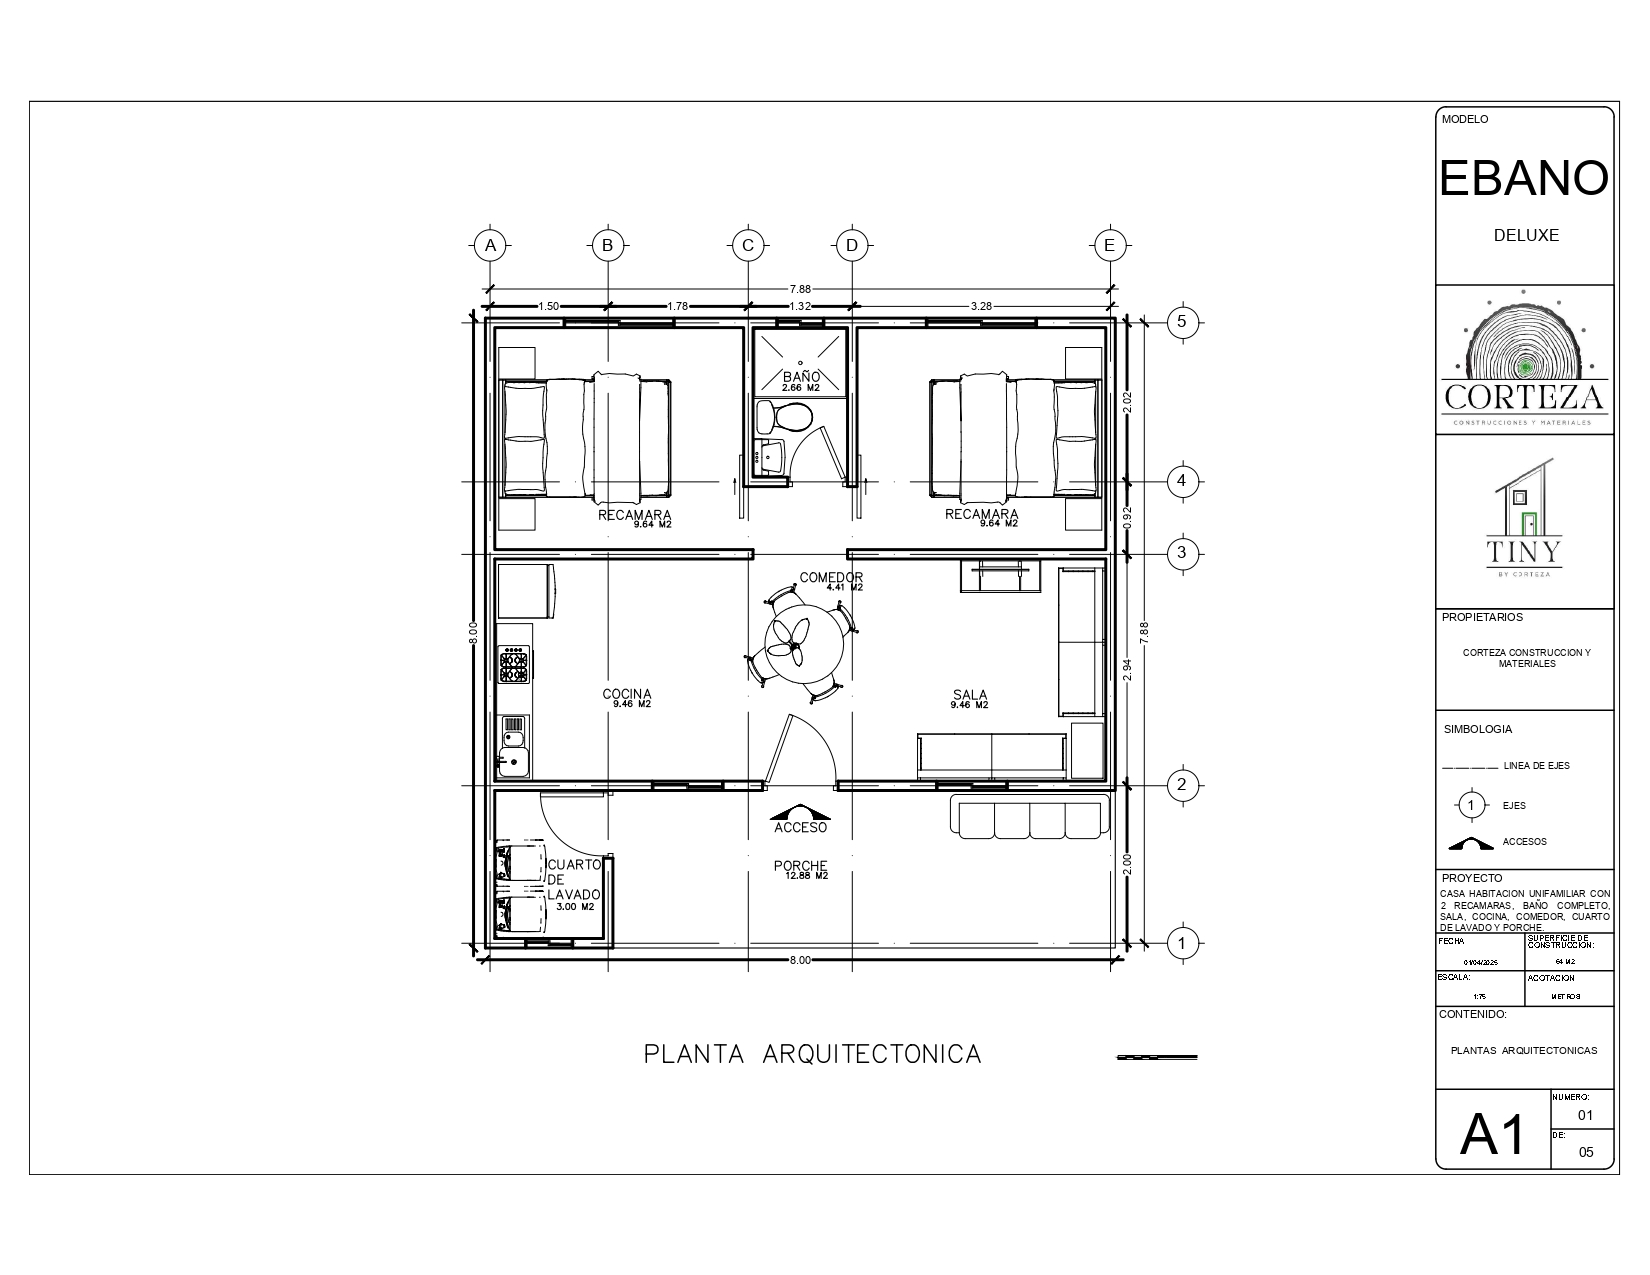 A
B
C
D
E
7.88
1.50
1.78
1.32
3.28
5
4
3
2
1
2.02
0.92
2.94
2.00
7.88
8.00
8.00
BAÑO
2.66 M2
RECAMARA
9.64 M2
RECAMARA
9.64 M2
COMEDOR
4.41 M2
COCINA
9.46 M2
SALA
9.46 M2
ACCESO
PORCHE
12.88 M2
CUARTO
DE
LAVADO
3.00 M2
PLANTA ARQUITECTONICA
MODELO
EBANO
DELUXE
CORTEZA
CONSTRUCCIONES Y MATERIALES
TINY
BY CORTEZA
PROPIETARIOS
CORTEZA CONSTRUCCION Y
MATERIALES
SIMBOLOGIA
LINEA DE EJES
1
EJES
ACCESOS
PROYECTO
CASA HABITACION UNIFAMILIAR CON
2 RECAMARAS, BAÑO COMPLETO,
SALA, COCINA, COMEDOR, CUARTO
DE LAVADO Y PORCHE.
FECHA
01/04/2025
SUPERFICIE DE
CONSTRUCCION:
64 M2
ESCALA:
1:75
ACOTACION
METROS
CONTENIDO:
PLANTAS ARQUITECTONICAS
A1
NUMERO:
01
DE:
05